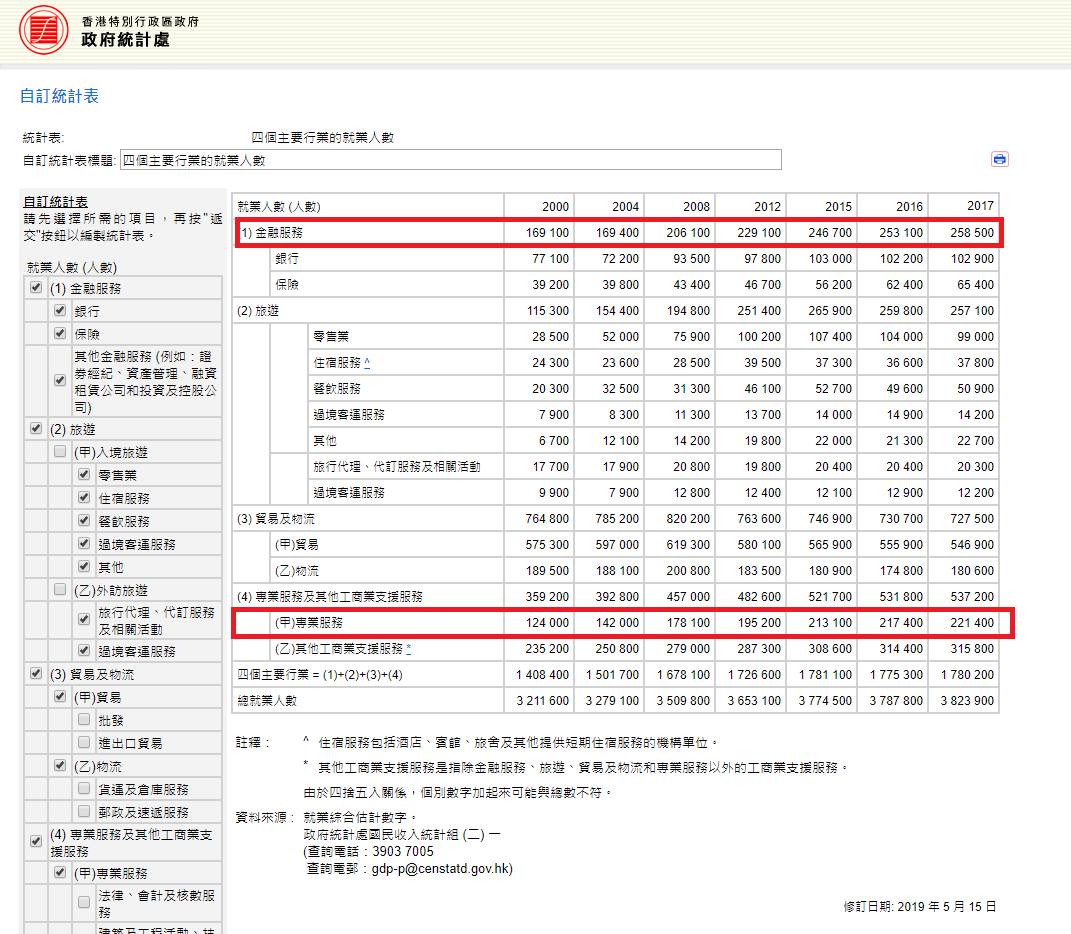 香港特別行政區政府
政府統計處
自訂統計表
統計表: 四個主要行業的就業人數
自訂統計表標題: 四個主要行業的就業人數
自訂統計表
請先選擇所需的項目，再按"遞
交"按鈕以編製統計表。
就業人數 (人數)
(1) 金融服務
銀行
保險
其他金融服務 (例如：證
券經紀、資產管理、融資
租賃公司和投資及控股公
司)
(2) 旅遊
(甲)入境旅遊
零售業
住宿服務
餐飲服務
過境客運服務
其他
(乙)外訪旅遊
旅行代理、代訂服務
及相關活動
過境客運服務
(3) 貿易及物流
(甲)貿易
批發
進出口貿易
(乙)物流
貨運及倉庫服務
郵政及速遞服務
(4) 專業服務及其他工商業支
援服務
(甲)專業服務
法律、會計及核數服
務
建築及工程活動、技
就業人數 (人數) 2000 2004 2008 2012 2015 2016 2017
1) 金融服務 169 100 169 400 206 100 229 100 246 700 253 100 258 500
銀行 77 100 72 200 93 500 97 800 103 000 102 200 102 900
保險 39 200 39 800 43 400 46 700 56 200 62 400 65 400
(2) 旅遊 115 300 154 400 194 800 251 400 265 900 259 800 257 100
零售業 28 500 52 000 75 900 100 200 107 400 104 000 99 000
住宿服務 ^ 24 300 23 600 28 500 39 500 37 300 36 600 37 800
餐飲服務 20 300 32 500 31 300 46 100 52 700 49 600 50 900
過境客運服務 7 900 8 300 11 300 13 700 14 000 14 900 14 200
其他 6 700 12 100 14 200 19 800 22 000 21 300 22 700
旅行代理、代訂服務及相關活動 17 700 17 900 20 800 19 800 20 400 20 400 20 300
過境客運服務 9 900 7 900 12 800 12 400 12 100 12 900 12 200
(3) 貿易及物流 764 800 785 200 820 200 763 600 746 900 730 700 727 500
(甲)貿易 575 300 597 000 619 300 580 100 565 900 555 900 546 900
(乙)物流 189 500 188 100 200 800 183 500 180 900 174 800 180 600
(4) 專業服務及其他工商業支援服務 359 200 392 800 457 000 482 600 521 700 531 800 537 200
(甲)專業服務 124 000 142 000 178 100 195 200 213 100 217 400 221 400
(乙)其他工商業支援服務 * 235 200 250 800 279 000 287 300 308 600 314 400 315 800
四個主要行業 = (1)+(2)+(3)+(4) 1 408 400 1 501 700 1 678 100 1 726 600 1 781 100 1 775 300 1 780 200
總就業人數 3 211 600 3 279 100 3 509 800 3 653 100 3 774 500 3 787 800 3 823 900
註釋： ^ 住宿服務包括酒店、賓館、旅舍及其他提供短期住宿服務的機構單位。
* 其他工商業支援服務是指除金融服務、旅遊、貿易及物流和專業服務以外的工商業支援服務。
由於四捨五入關係，個別數字加起來可能與總數不符。
資料來源： 就業綜合估計數字。
政府統計處國民收入統計組 (二) 一
(查詢電話：3903 7005
查詢電郵：gdp-p@censtatd.gov.hk)
修訂日期: 2019 年 5 月 15 日